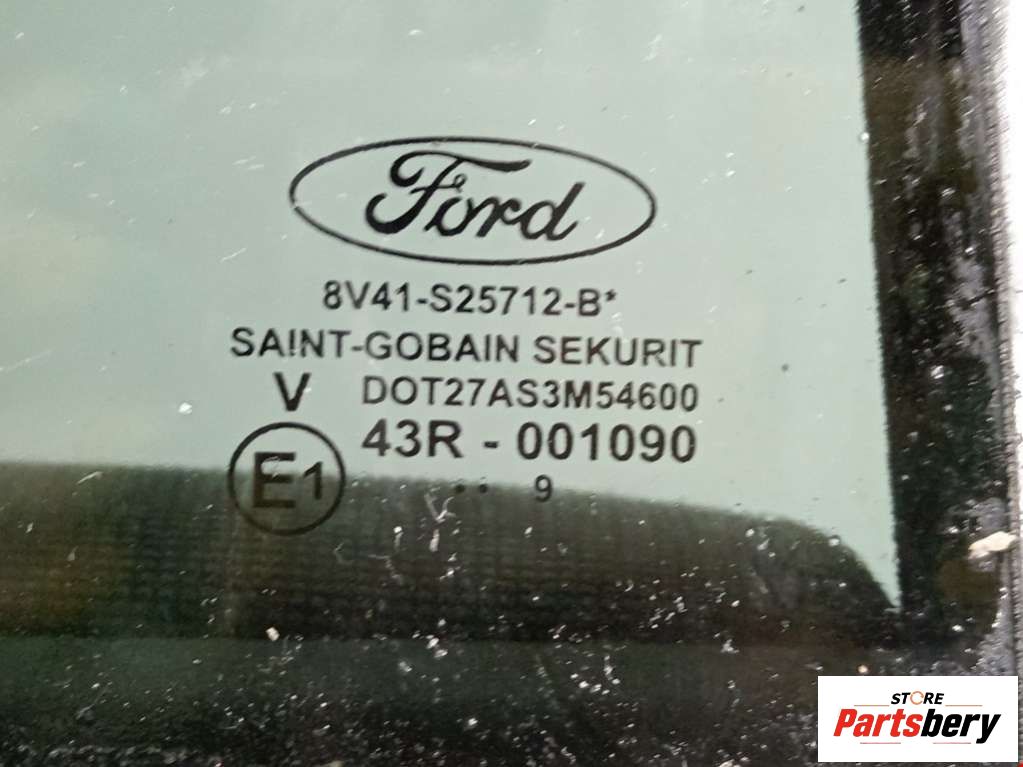 Ford
8V41-S25712-B*
SAINT-GOBAIN SEKURIT
V DOT27AS3M54600
E1 43R - 001090
.. 9
STORE
Partsbery